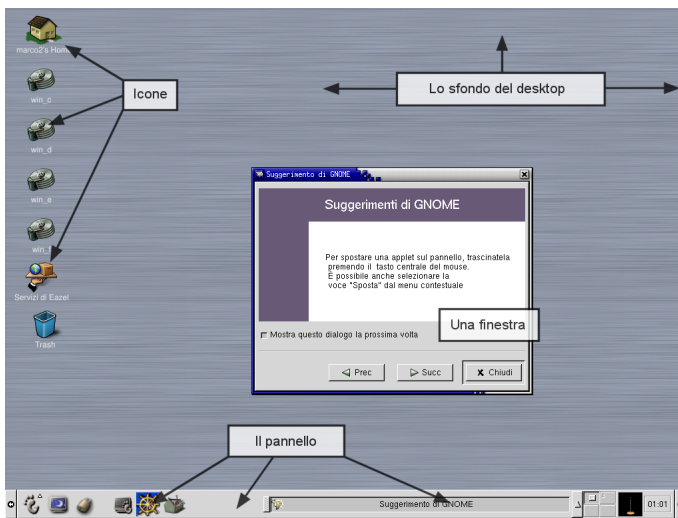 marco2's Home
win_c
Icone
win_d
win_e
Servizi di Eazel
Trash
Lo sfondo del desktop
Suggerimento di GNOME
Suggerimenti di GNOME
Per spostare una applet sul pannello, trascinatela
premendo il tasto centrale del mouse.
È possibile anche selezionare la
voce "Sposta" dal menu contestuale
Una finestra
Mostra questo dialogo la prossima volta
Prec
Succ
Chiudi
Il pannello
Suggerimento di GNOME
01:01